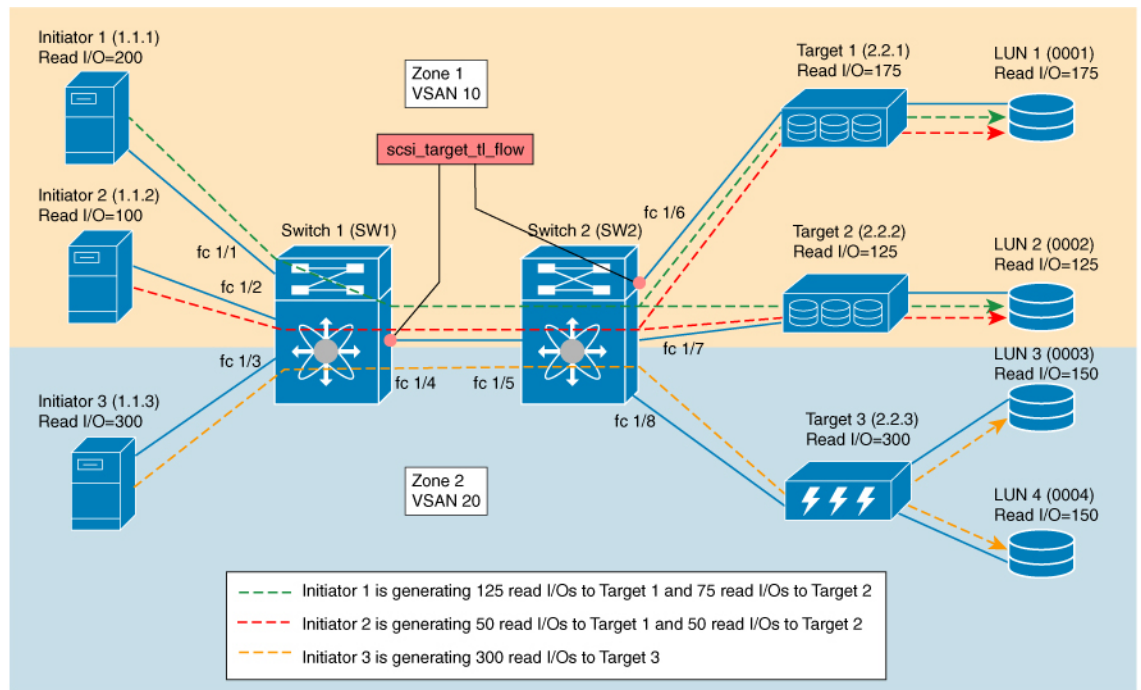 Initiator 1 (1.1.1)
Read I/O=200
Zone 1
VSAN 10
Target 1 (2.2.1)
Read I/O=175
LUN 1 (0001)
Read I/O=175
scsi_target_tl_flow
Initiator 2 (1.1.2)
Read I/O=100
fc 1/6
Switch 1 (SW1)
Switch 2 (SW2)
Target 2 (2.2.2)
Read I/O=125
LUN 2 (0002)
Read I/O=125
fc 1/1
fc 1/2
fc 1/3
fc 1/4
fc 1/5
fc 1/7
LUN 3 (0003)
Read I/O=150
Initiator 3 (1.1.3)
Read I/O=300
fc 1/8
Target 3 (2.2.3)
Read I/O=300
Zone 2
VSAN 20
LUN 4 (0004)
Read I/O=150
Initiator 1 is generating 125 read I/Os to Target 1 and 75 read I/Os to Target 2
Initiator 2 is generating 50 read I/Os to Target 1 and 50 read I/Os to Target 2
Initiator 3 is generating 300 read I/Os to Target 3